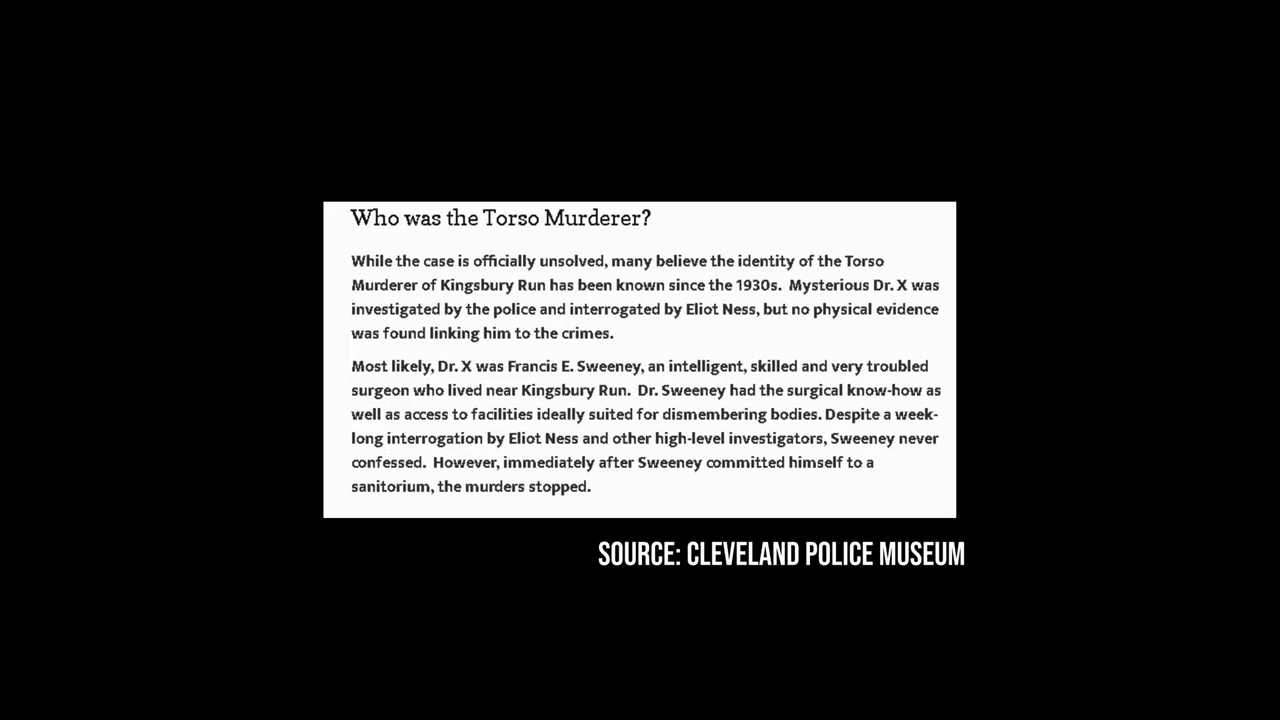 Who was the Torso Murderer?
While the case is officially unsolved, many believe the identity of the Torso
Murderer of Kingsbury Run has been known since the 1930s.  Mysterious Dr. X was
investigated by the police and interrogated by Eliot Ness, but no physical evidence
was found linking him to the crimes.
Most likely, Dr. X was Francis E. Sweeney, an intelligent, skilled and very troubled
surgeon who lived near Kingsbury Run.  Dr. Sweeney had the surgical know-how as
well as access to facilities ideally suited for dismembering bodies. Despite a week-
long interrogation by Eliot Ness and other high-level investigators, Sweeney never
confessed.  However, immediately after Sweeney committed himself to a
sanitorium, the murders stopped.
SOURCE: CLEVELAND POLICE MUSEUM